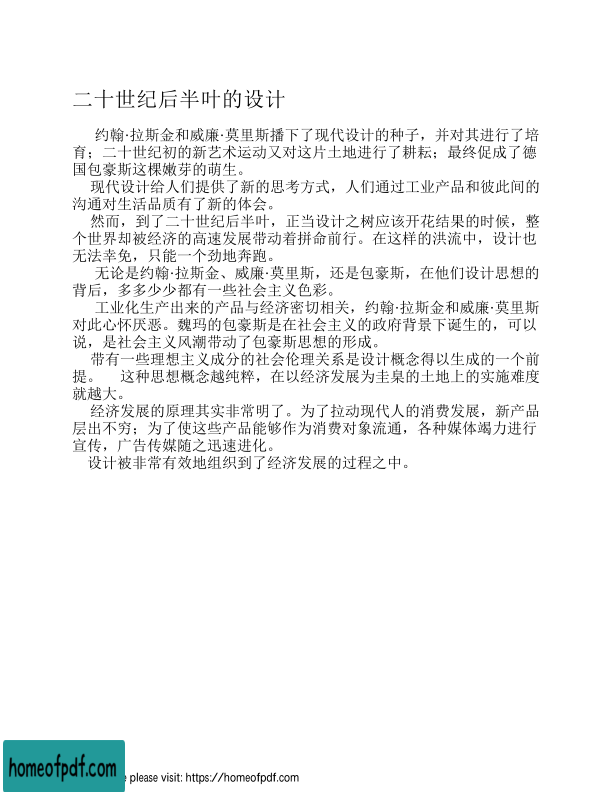 二十世纪后半叶的设计
约翰·拉斯金和威廉·莫里斯播下了现代设计的种子，并对其进行了培
育；二十世纪初的新艺术运动又对这片土地进行了耕耘；最终促成了德
国包豪斯这棵嫩芽的萌生。
现代设计给人们提供了新的思考方式，人们通过工业产品和彼此间的
沟通对生活品质有了新的体会。
然而，到了二十世纪后半叶，正当设计之树应该开花结果的时候，整
个世界却被经济的高速发展带动着拼命前行。在这样的洪流中，设计也
无法幸免，只能一个劲地奔跑。
无论是约翰·拉斯金、威廉·莫里斯，还是包豪斯，在他们设计思想的
背后，多多少少都有一些社会主义色彩。
工业化生产出来的产品与经济密切相关，约翰·拉斯金和威廉·莫里斯
对此心怀厌恶。魏玛的包豪斯是在社会主义的政府背景下诞生的，可以
说，是社会主义风潮带动了包豪斯思想的形成。
带有一些理想主义成分的社会伦理关系是设计概念得以生成的一个前
提。 这种思想概念越纯粹，在以经济发展为圭臬的土地上的实施难度
就越大。
经济发展的原理其实非常明了。为了拉动现代人的消费发展，新产品
层出不穷；为了使这些产品能够作为消费对象流通，各种媒体竭力进行
宣传，广告传媒随之迅速进化。
设计被非常有效地组织到了经济发展的过程之中。
homeofpdf.com
please visit: https://homeofpdf.com